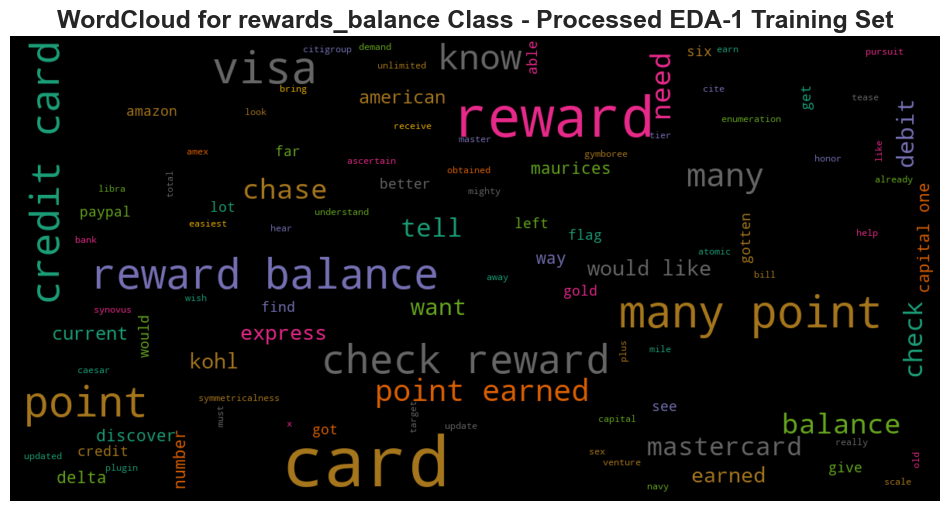 WordCloud for rewards_balance Class - Processed EDA-1 Training Set
credit card
visa
citigroup
demand
know
able
need
six
earn
pursuit
unlimited
bring
american
reward
cite
get
tease
debit
amazon
look
receive
master
tier
enumeration
amex
far
ascertain
obtained
gymboree
maurices
many
honor
like
already
libra
total
chase
better
mighty
paypal
lot
understand
easiest
hear
tell
left
flag
way
gotten
capital one
help
bank
atomic
would like
bill
reward balance
away
gold
wish
find
want
many point
check
synovus
current
would
express
kohl
check reward
plus
mile
caesar
point
symmetricalness
point earned
see
capital
balance
discover
credit
number
must
x
got
target
update
card
mastercard
really
old
updated
plugin
delta
sex
venture
earned
give
navy
scale